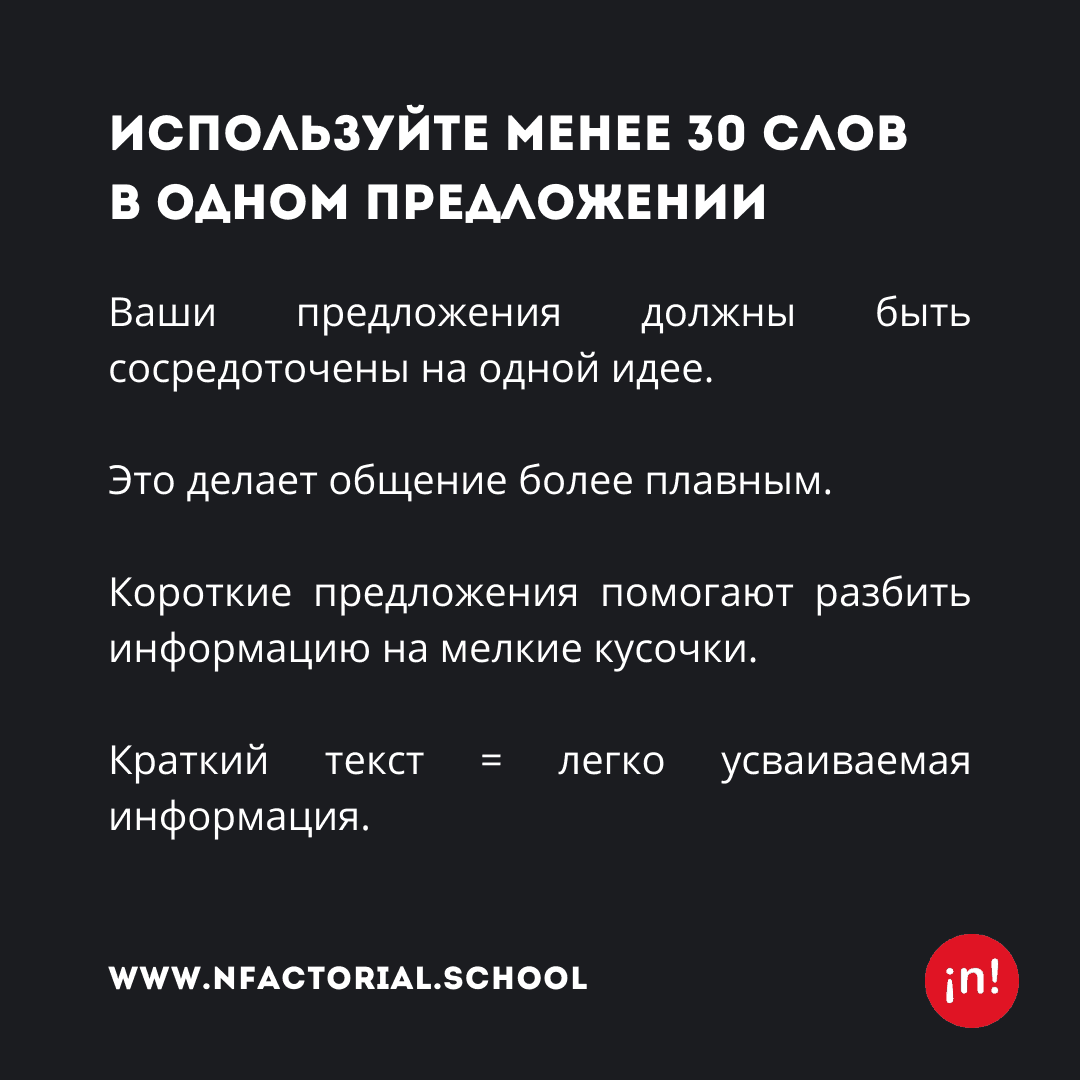 ИСПОЛЬЗУЙТЕ МЕНЕЕ 30 СЛОВ
В ОДНОМ ПРЕДЛОЖЕНИИ
Ваши предложения должны быть
сосредоточены на одной идее.
Это делает общение более плавным.
Короткие предложения помогают разбить
информацию на мелкие кусочки.
Краткий текст = легко усваиваемая
информация.
WWW.NFACTORIAL.SCHOOL
¡n!